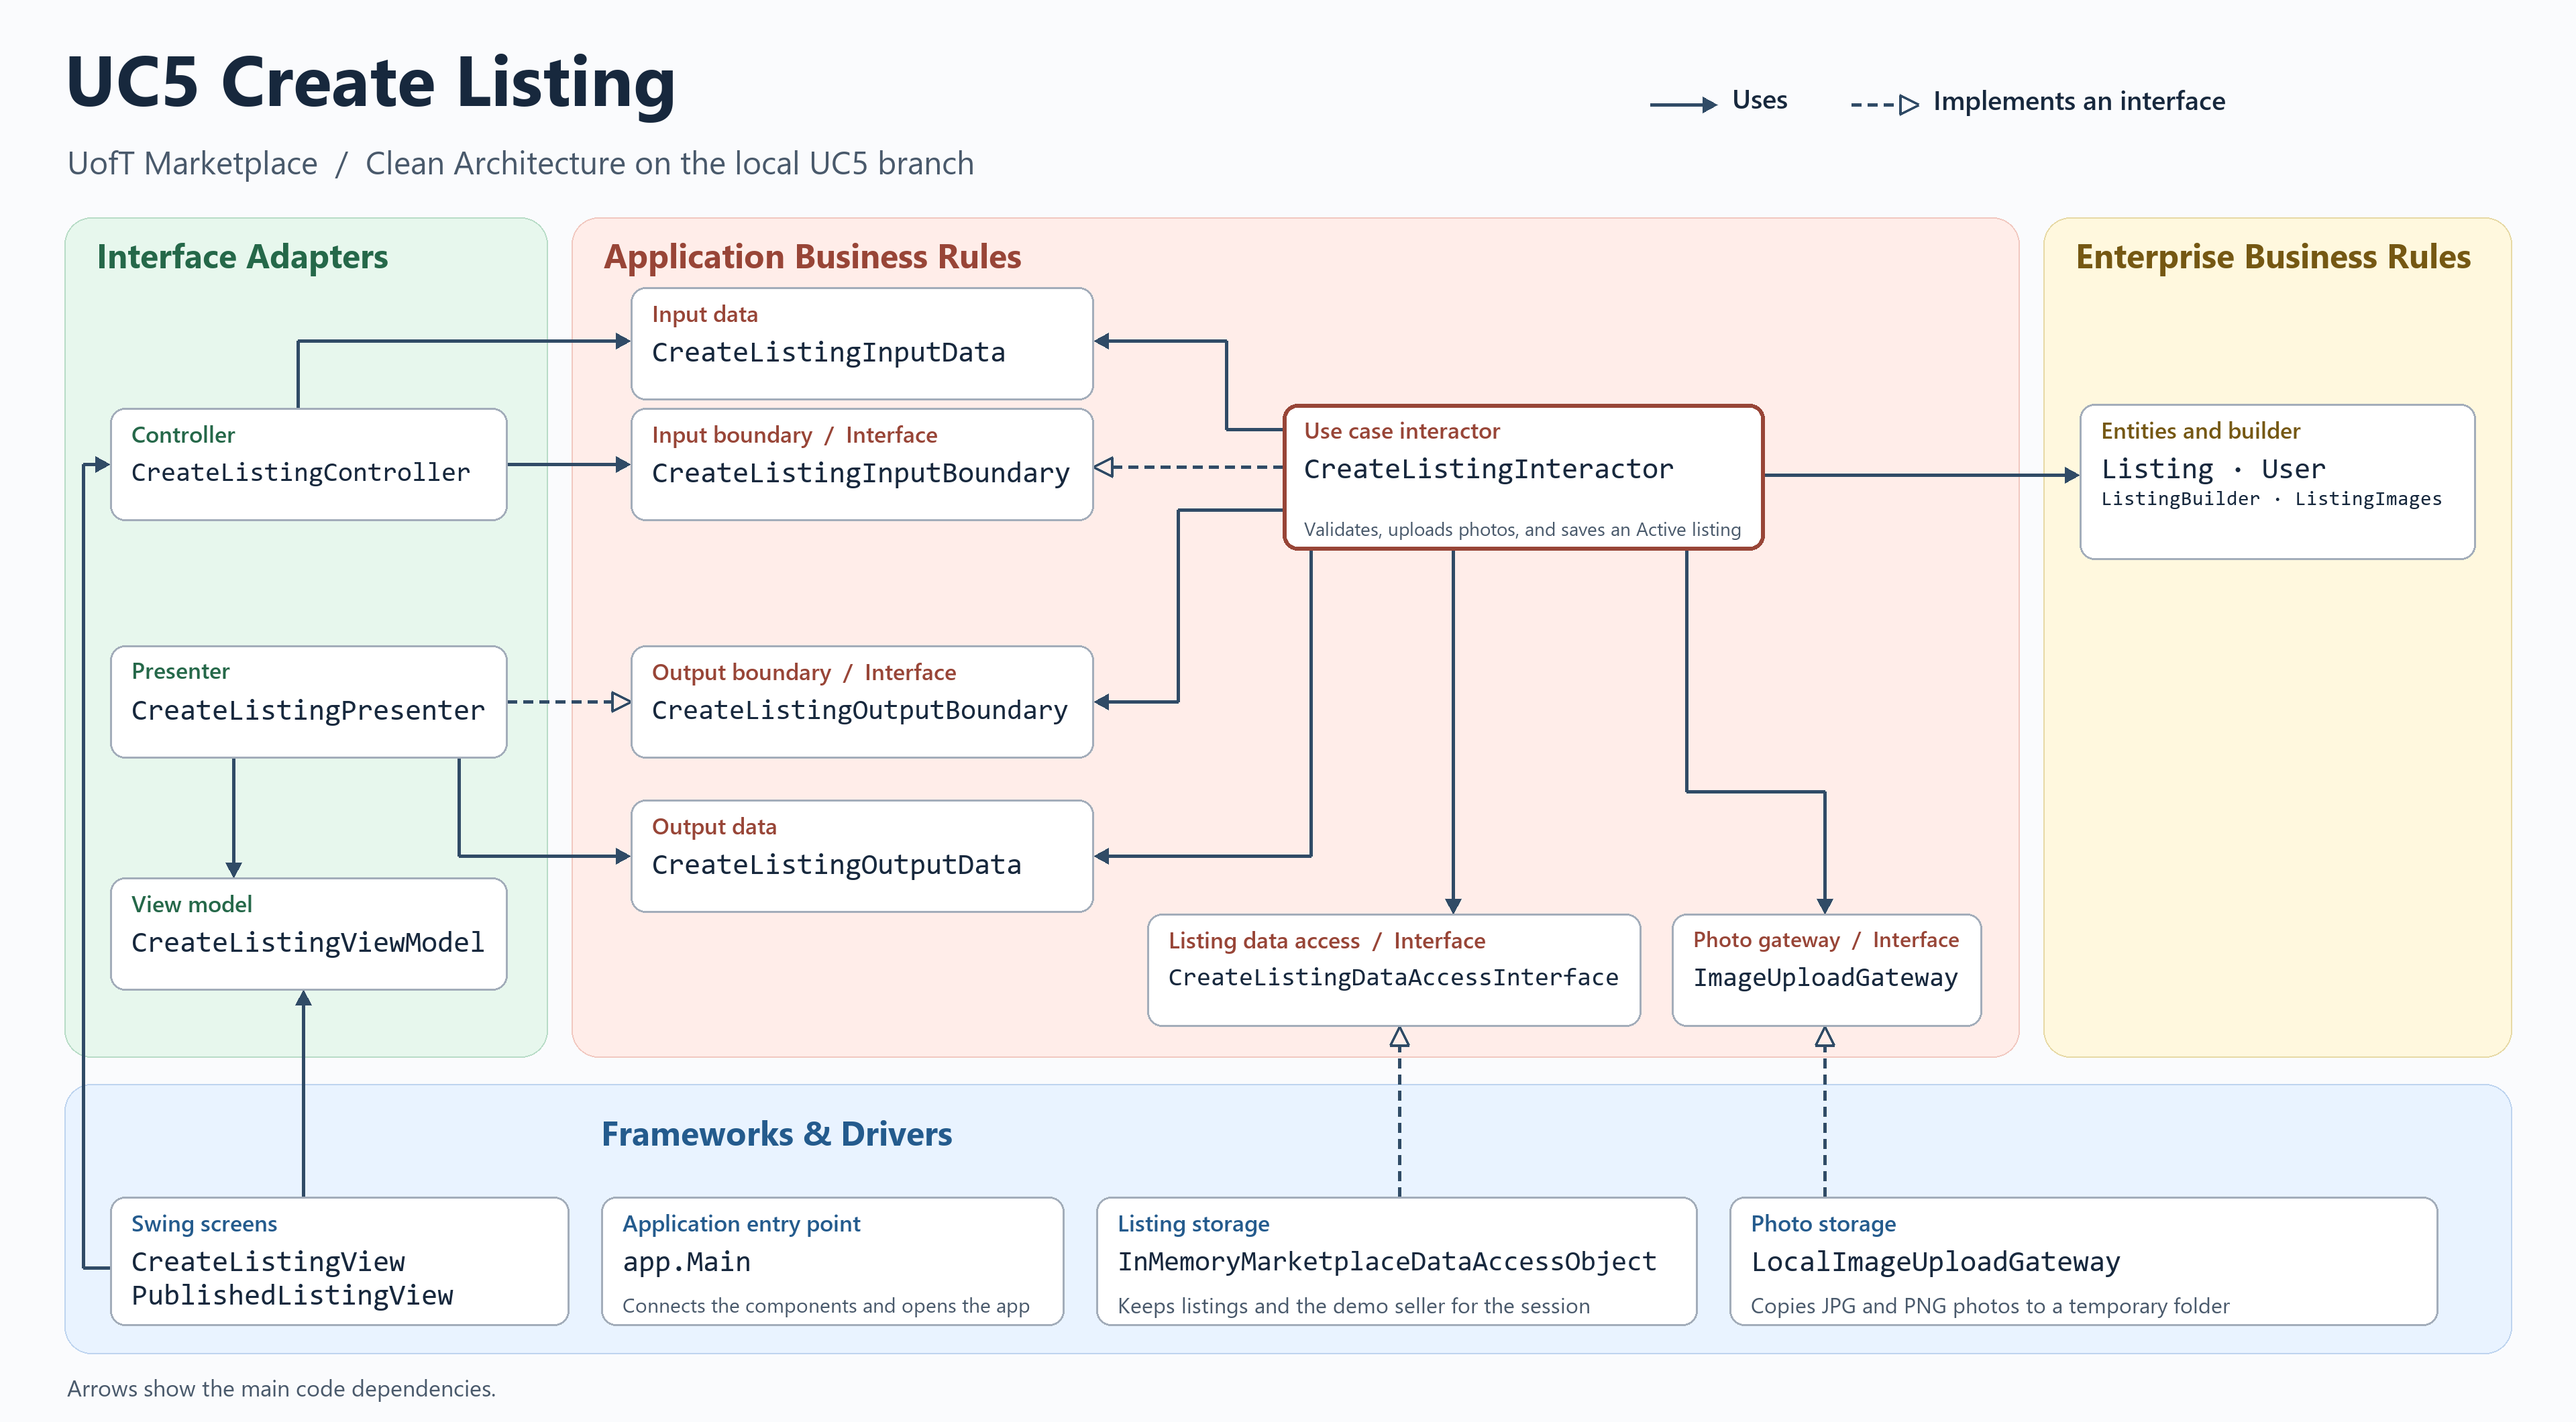 UC5 Create Listing
UofT Marketplace / Clean Architecture on the local UC5 branch
Uses
Implements an interface
Interface Adapters
Controller
CreateListingController
Presenter
CreateListingPresenter
View model
CreateListingViewModel
Application Business Rules
Input data
CreateListingInputData
Input boundary / Interface
CreateListingInputBoundary
Output boundary / Interface
CreateListingOutputBoundary
Output data
CreateListingOutputData
Use case interactor
CreateListingInteractor
Validates, uploads photos, and saves an Active listing
Listing data access / Interface
CreateListingDataAccessInterface
Photo gateway / Interface
ImageUploadGateway
Enterprise Business Rules
Entities and builder
Listing · User
ListingBuilder · ListingImages
Frameworks & Drivers
Swing screens
CreateListingView
PublishedListingView
Application entry point
app.Main
Connects the components and opens the app
Listing storage
InMemoryMarketplaceDataAccessObject
Keeps listings and the demo seller for the session
Photo storage
LocalImageUploadGateway
Copies JPG and PNG photos to a temporary folder
Arrows show the main code dependencies.